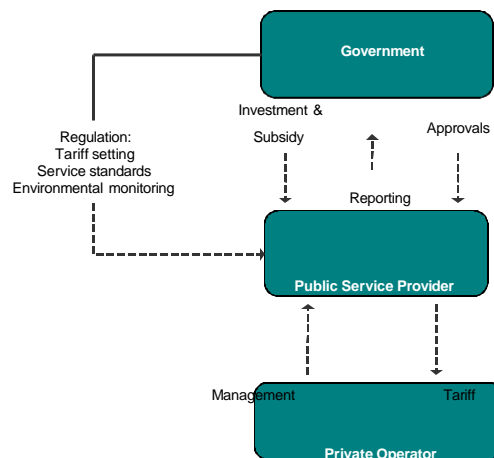 Government
Investment &
Subsidy
Approvals
Regulation:
Tariff setting
Service standards
Environmental monitoring
Reporting
Public Service Provider
Management
Tariff
Private Operator